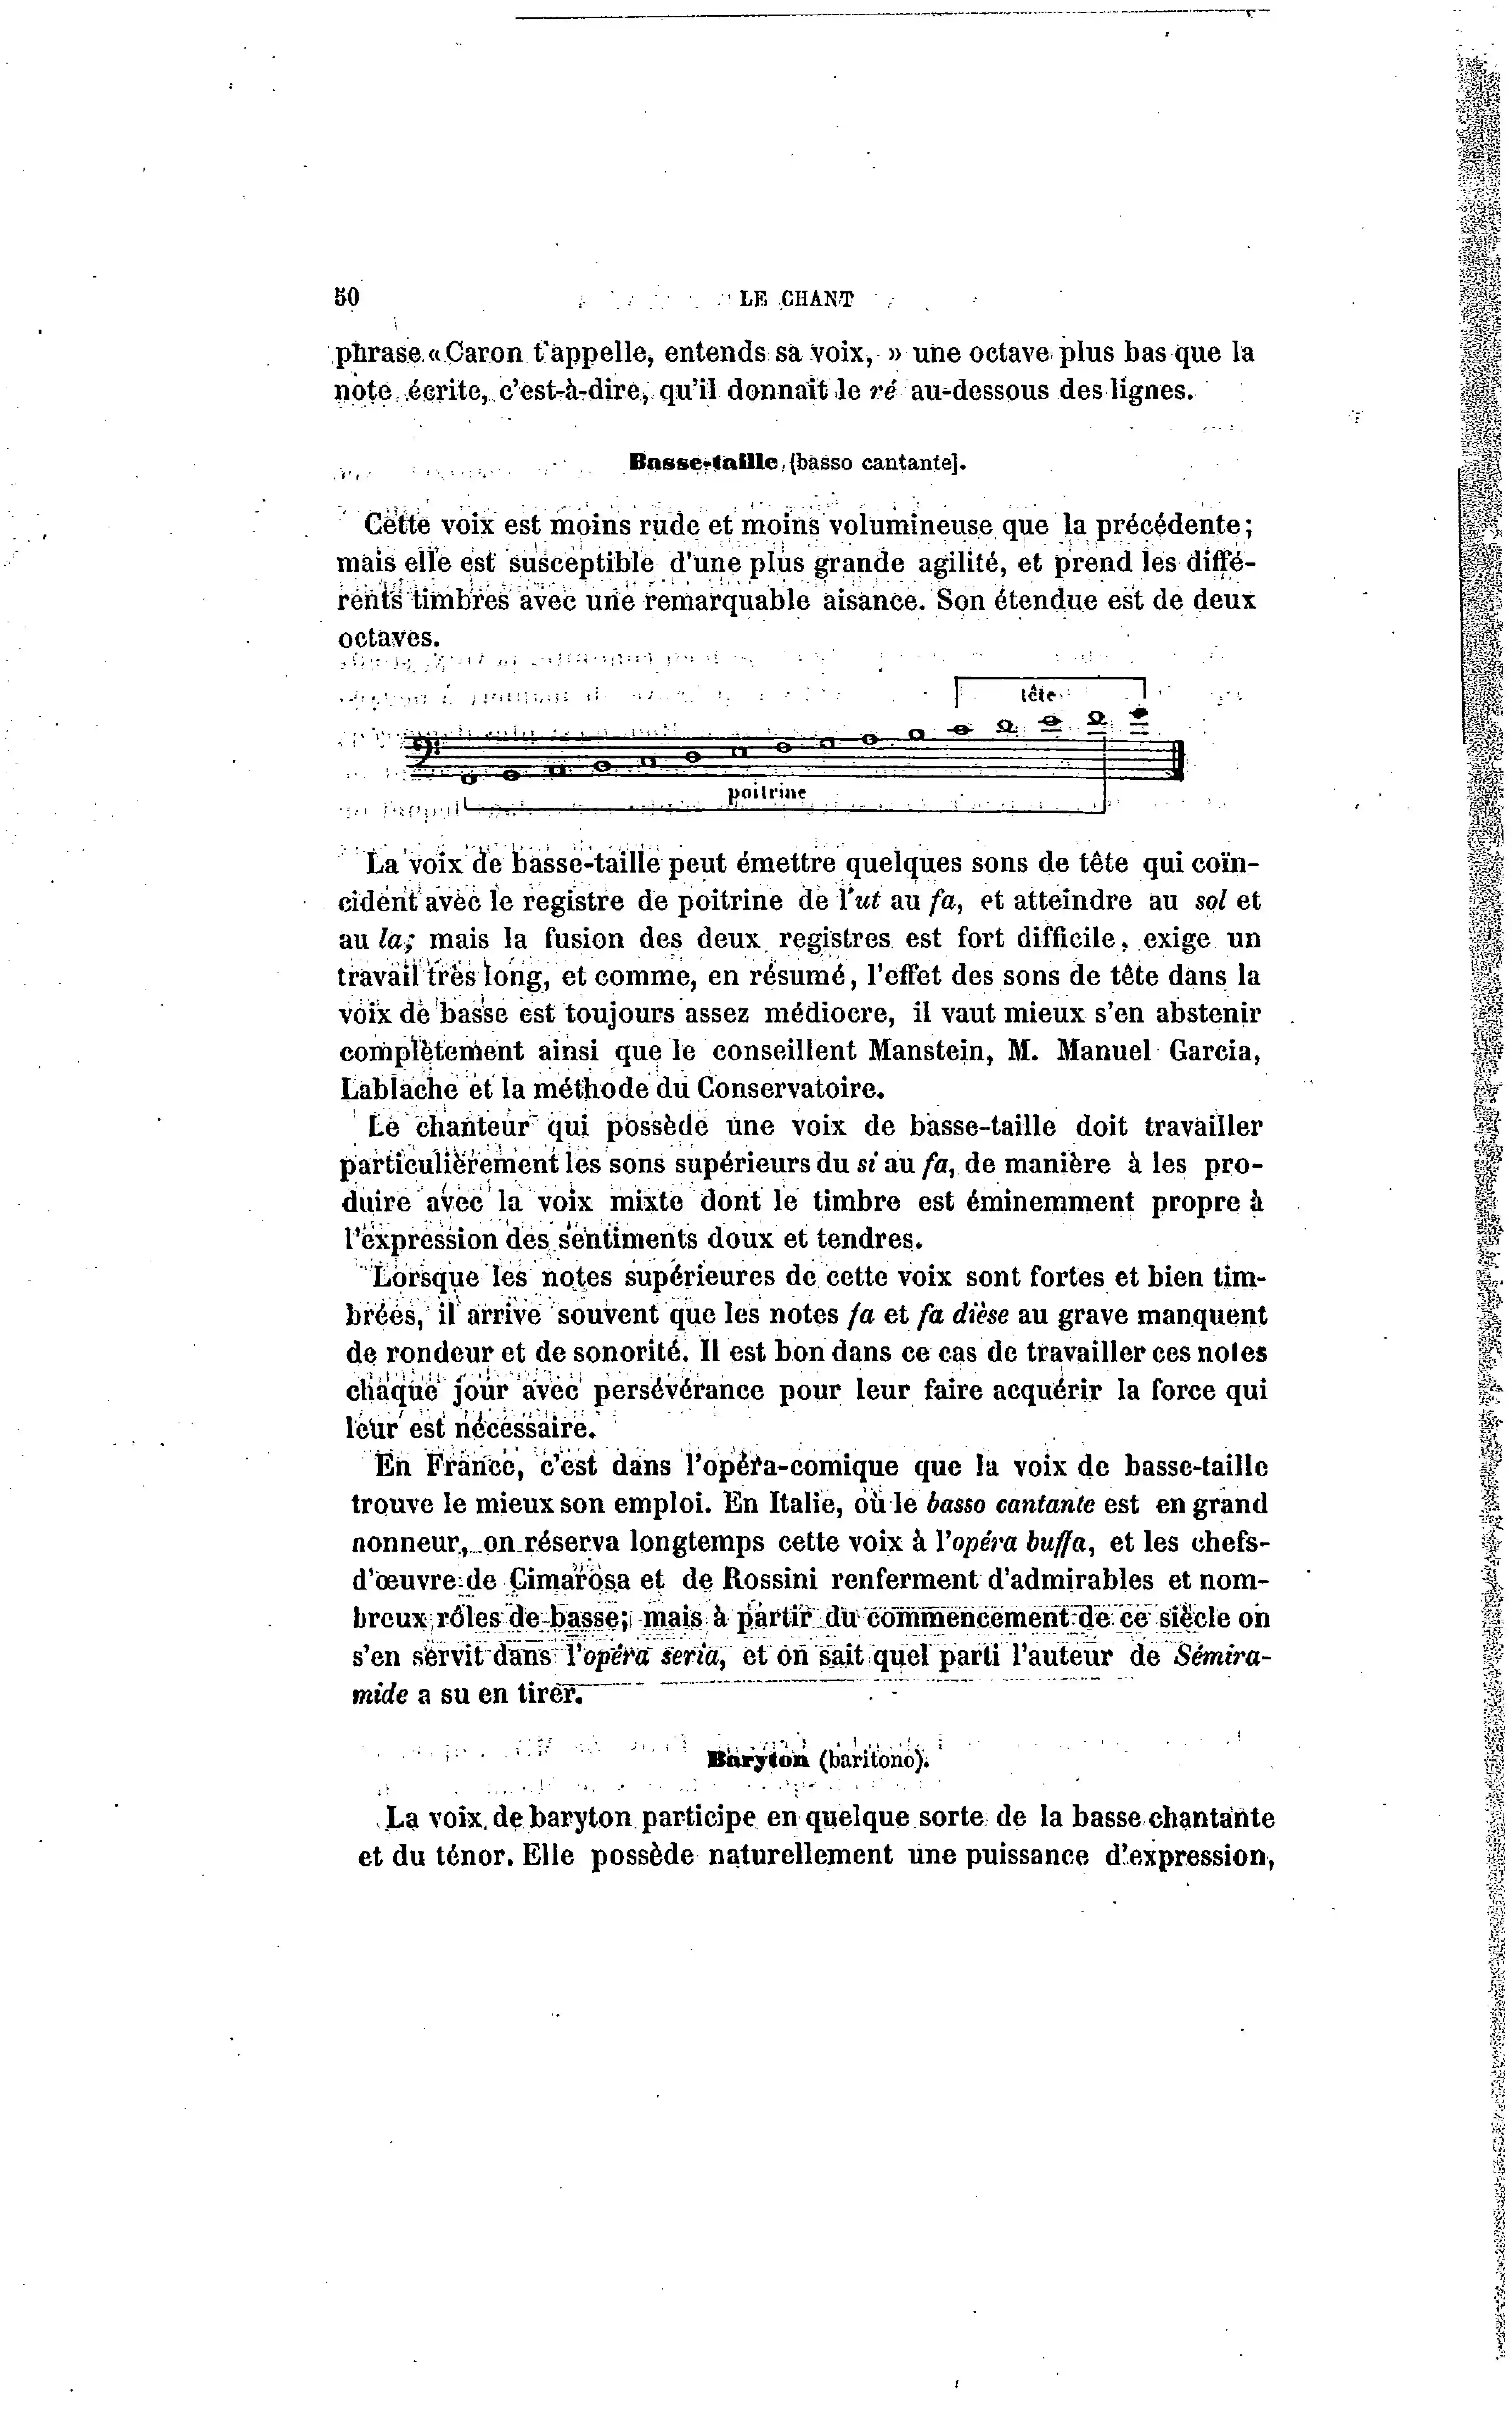 50 LE CHANT
phrase « Caron t'appelle, entends sa voix, » une octave plus bas que la
note écrite, c'est-à-dire, qu'il donnait le ré au-dessous des lignes.
Basse-taille (basso cantante].
Cette voix est moins rude et moins volumineuse que la précédente;
mais elle est susceptible d'une plus grande agilité, et prend les diffé-
rents timbres avec une remarquable aisance. Son étendue est de deux
octaves.
tête
poitrine
La voix de basse-taille peut émettre quelques sons de tête qui coïn-
cident avec le registre de poitrine de l'ut au fa, et atteindre au sol et
au la; mais la fusion des deux registres est fort difficile, exige un
travail très long, et comme, en résumé, l'effet des sons de tête dans la
voix de basse est toujours assez médiocre, il vaut mieux s'en abstenir
complètement ainsi que le conseillent Manstein, M. Manuel Garcia,
Lablache et la méthode du Conservatoire.
Le chanteur qui possède une voix de basse-taille doit travailler
particulièrement les sons supérieurs du si au fa, de manière à les pro-
duire avec la voix mixte dont le timbre est éminemment propre à
l'expression des sentiments doux et tendres.
Lorsque les notes supérieures de cette voix sont fortes et bien tim-
brées, il arrive souvent que les notes fa et fa dièse au grave manquent
de rondeur et de sonorité. Il est bon dans ce cas de travailler ces notes
chaque jour avec persévérance pour leur faire acquérir la force qui
leur est nécessaire.
En France, c'est dans l'opéra-comique que la voix de basse-taille
trouve le mieux son emploi. En Italie, où le basso cantante est en grand
nonneur, on réserva longtemps cette voix à l'opéra buffa, et les chefs-
d'œuvre de Cimarosa et de Rossini renferment d'admirables et nom-
breux rôles de basse; mais à partir du commencement de ce siècle on
s'en servit dans l'opéra seria, et on sait quel parti l'auteur de Sémira-
mide a su en tirer.
Baryton (baritono).
La voix de baryton participe en quelque sorte de la basse chantante
et du ténor. Elle possède naturellement une puissance d'expression,